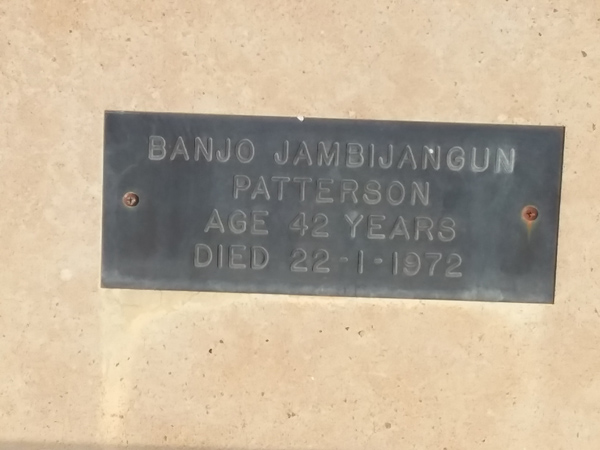 BANJO JAMBIJANGUN
PATTERSON
AGE 42 YEARS
DIED 22-1-1972